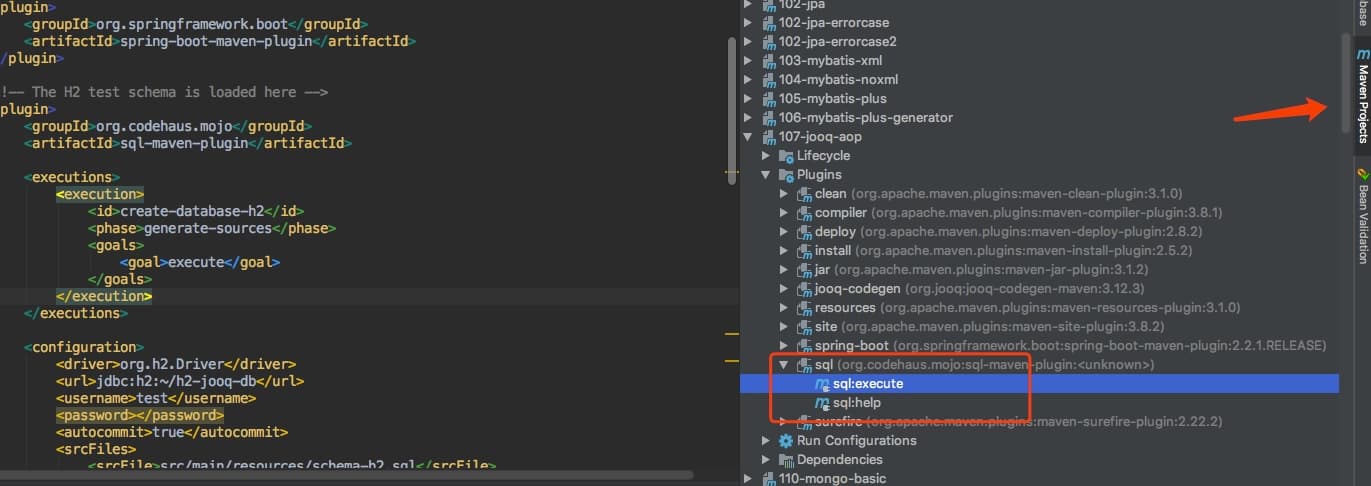 plugin>
<groupId>org.springframework.boot</groupId>
<artifactId>spring-boot-maven-plugin</artifactId>
/plugin>
!-- The H2 test schema is loaded here -->
plugin>
<groupId>org.codehaus.mojo</groupId>
<artifactId>sql-maven-plugin</artifactId>
<executions>
<execution>
<id>create-database-h2</id>
<phase>generate-sources</phase>
<goals>
<goal>execute</goal>
</goals>
</execution>
</executions>
<configuration>
<driver>org.h2.Driver</driver>
<url>jdbc:h2:~/h2-jooq-db</url>
<username>test</username>
<password></password>
<autocommit>true</autocommit>
<srcFiles>
<srcFile>src/main/resources/schema-h2.sql</srcFile>
102-jpa
102-jpa-errorcase
102-jpa-errorcase2
103-mybatis-xml
104-mybatis-noxml
105-mybatis-plus
106-mybatis-plus-generator
107-jooq-aop
Lifecycle
Plugins
clean (org.apache.maven.plugins:maven-clean-plugin:3.1.0)
compiler (org.apache.maven.plugins:maven-compiler-plugin:3.8.1)
deploy (org.apache.maven.plugins:maven-deploy-plugin:2.8.2)
install (org.apache.maven.plugins:maven-install-plugin:2.5.2)
jar (org.apache.maven.plugins:maven-jar-plugin:3.1.2)
jooq-codegen (org.jooq:jooq-codegen-maven:3.12.3)
resources (org.apache.maven.plugins:maven-resources-plugin:3.1.0)
site (org.apache.maven.plugins:maven-site-plugin:3.8.2)
spring-boot (org.springframework.boot:spring-boot-maven-plugin:2.2.1.RELEASE)
sql (org.codehaus.mojo:sql-maven-plugin:<unknown>)
sql:execute
sql:help
surefire (org.apache.maven.plugins:maven-surefire-plugin:2.22.2)
Run Configurations
Dependencies
110-mongo-basic
base
Maven Projects
Bean Validation